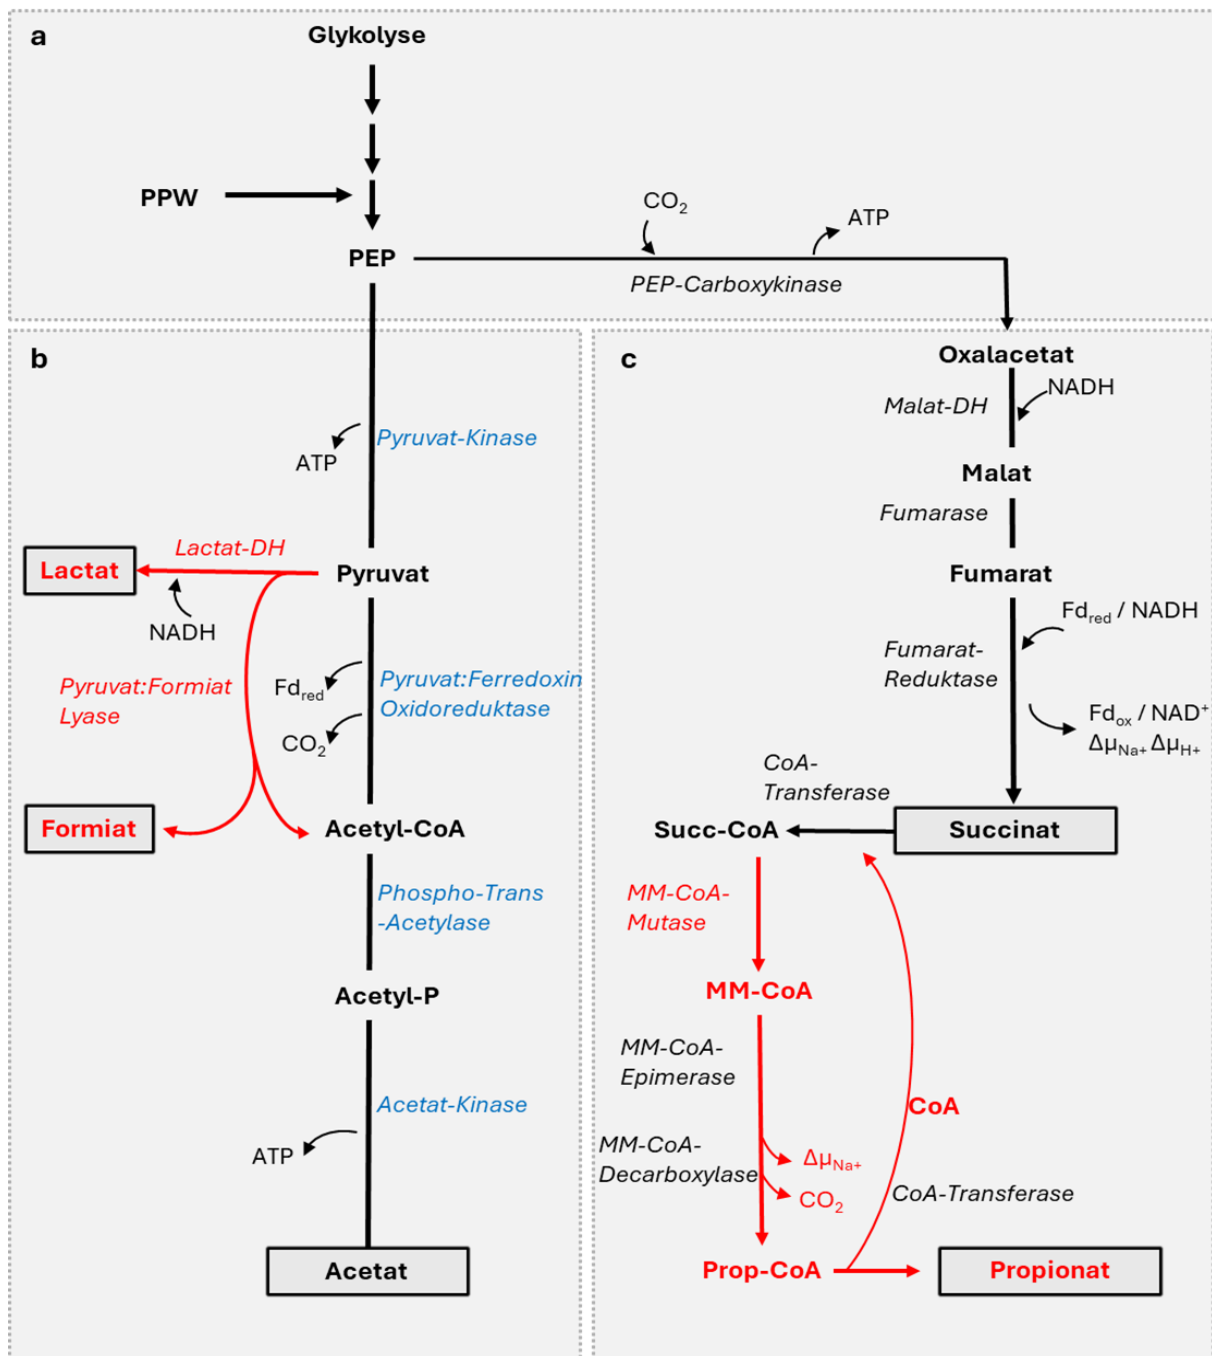 a
Glykolyse
PPW
CO2
ATP
PEP
PEP-Carboxykinase
b
ATP
Pyruvat-Kinase
Lactat-DH
Lactat
Pyruvat
NADH
Pyruvat:Formiat
Lyase
Fdred
CO2
Pyruvat:Ferredoxin
Oxidoreduktase
Formiat
Acetyl-CoA
Phospho-Trans
-Acetylase
Acetyl-P
Acetat-Kinase
ATP
Acetat
c
Oxalacetat
Malat-DH
NADH
Malat
Fumarase
Fumarat
Fdred / NADH
Fumarat-
Reduktase
Fdox / NAD+
ΔμNa+ ΔμH+
CoA-
Transferase
Succ-CoA
Succinat
MM-CoA-
Mutase
MM-CoA
MM-CoA-
Epimerase
CoA
MM-CoA-
Decarboxylase
ΔμNa+
CO2
CoA-Transferase
Prop-CoA
Propionat